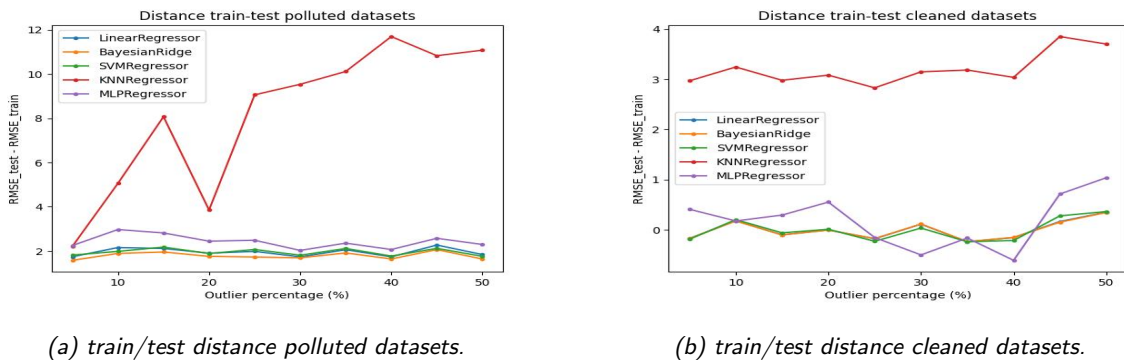 Distance train-test polluted datasets
12
10
8
6
4
2
RMSE_test - RMSE_train
LinearRegressor
BayesianRidge
SVMRegressor
KNNRegressor
MLPRegressor
10 20 30 40 50
Outlier percentage (%)
(a) train/test distance polluted datasets.
Distance train-test cleaned datasets
4
3
2
1
0
RMSE_test - RMSE_train
LinearRegressor
BayesianRidge
SVMRegressor
KNNRegressor
MLPRegressor
10 20 30 40 50
Outlier percentage (%)
(b) train/test distance cleaned datasets.